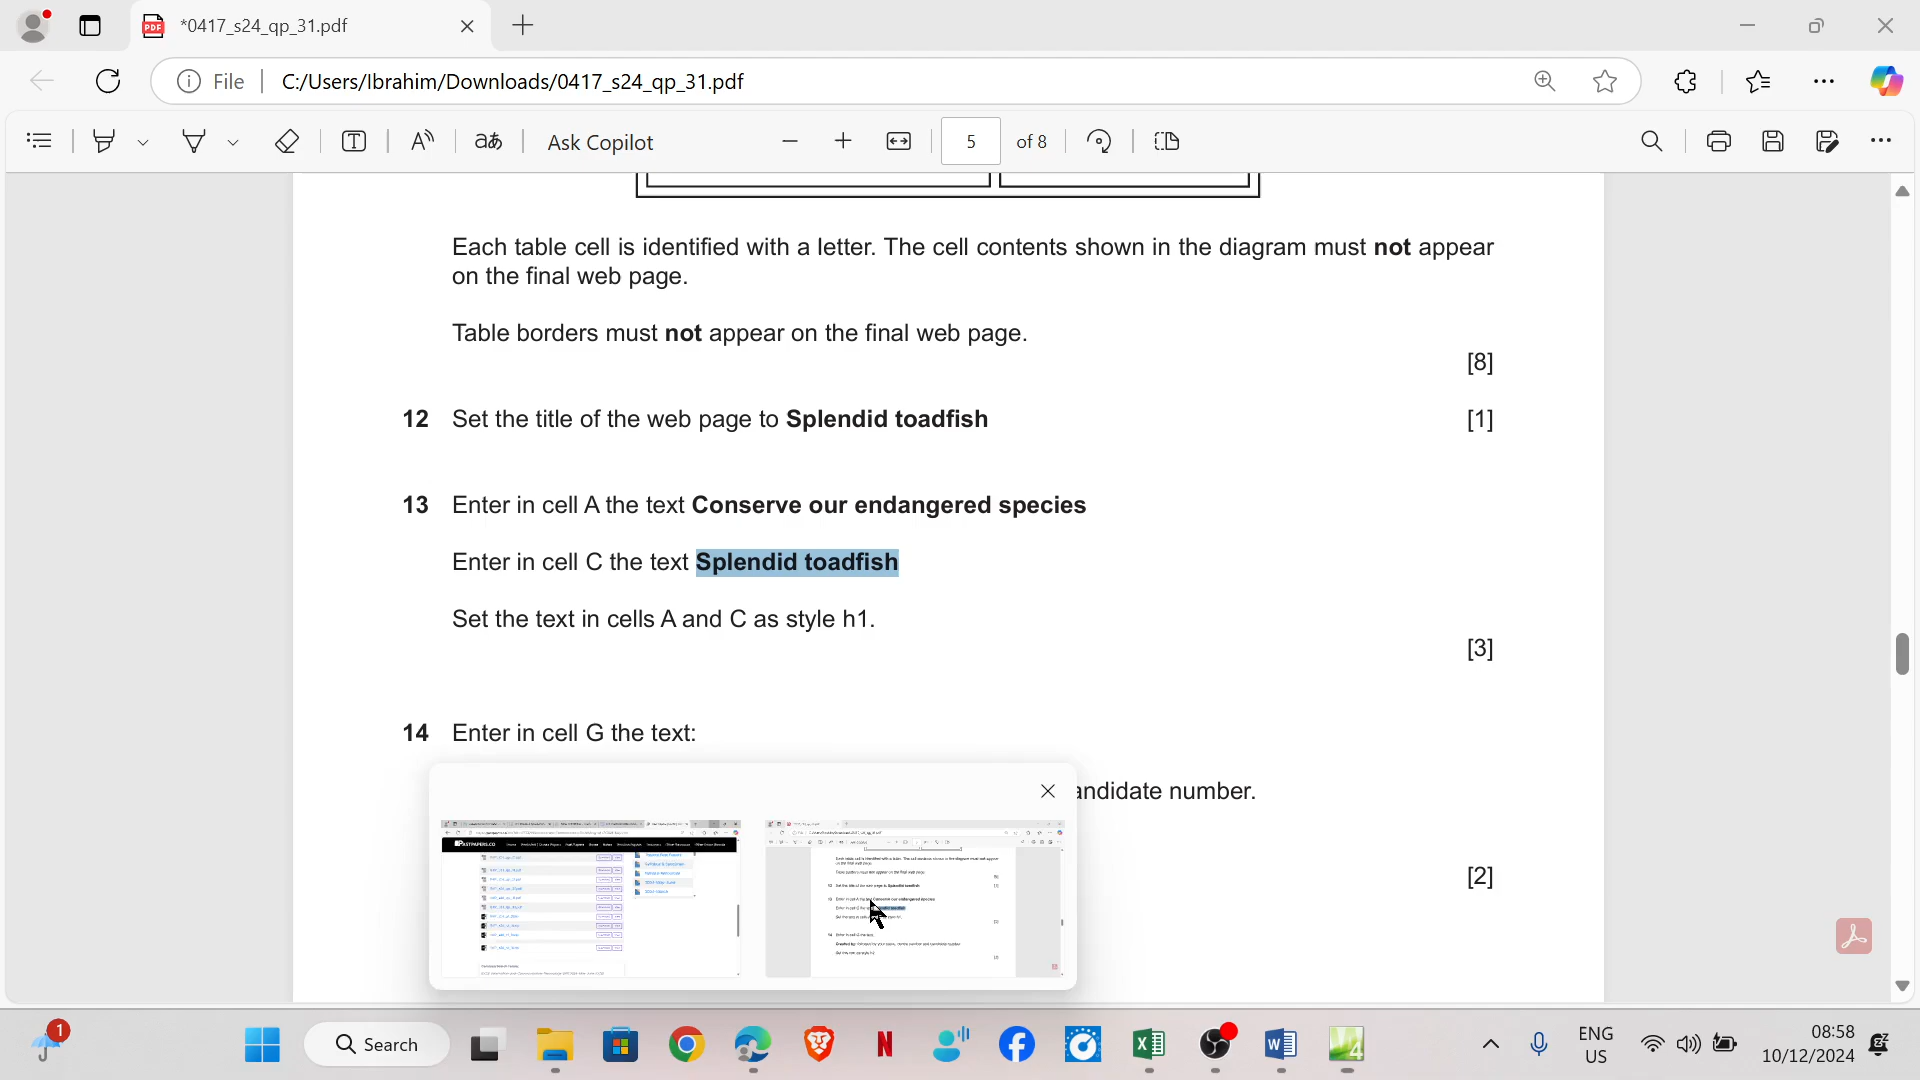 *0417_s24_qp_31.pdf
File
C:/Users/Ibrahim/Downloads/0417_s24_qp_31.pdf
Ask Copilot
5
of 8
Each table cell is identified with a letter. The cell contents shown in the diagram must not appear
on the final web page.
Table borders must not appear on the final web page.
[8]
12 Set the title of the web page to Splendid toadfish [1]
13 Enter in cell A the text Conserve our endangered species
Enter in cell C the text Splendid toadfish
Set the text in cells A and C as style h1.
[3]
14 Enter in cell G the text:
andidate number.
[2]
1
Search
ENG
US
08:58
10/12/2024